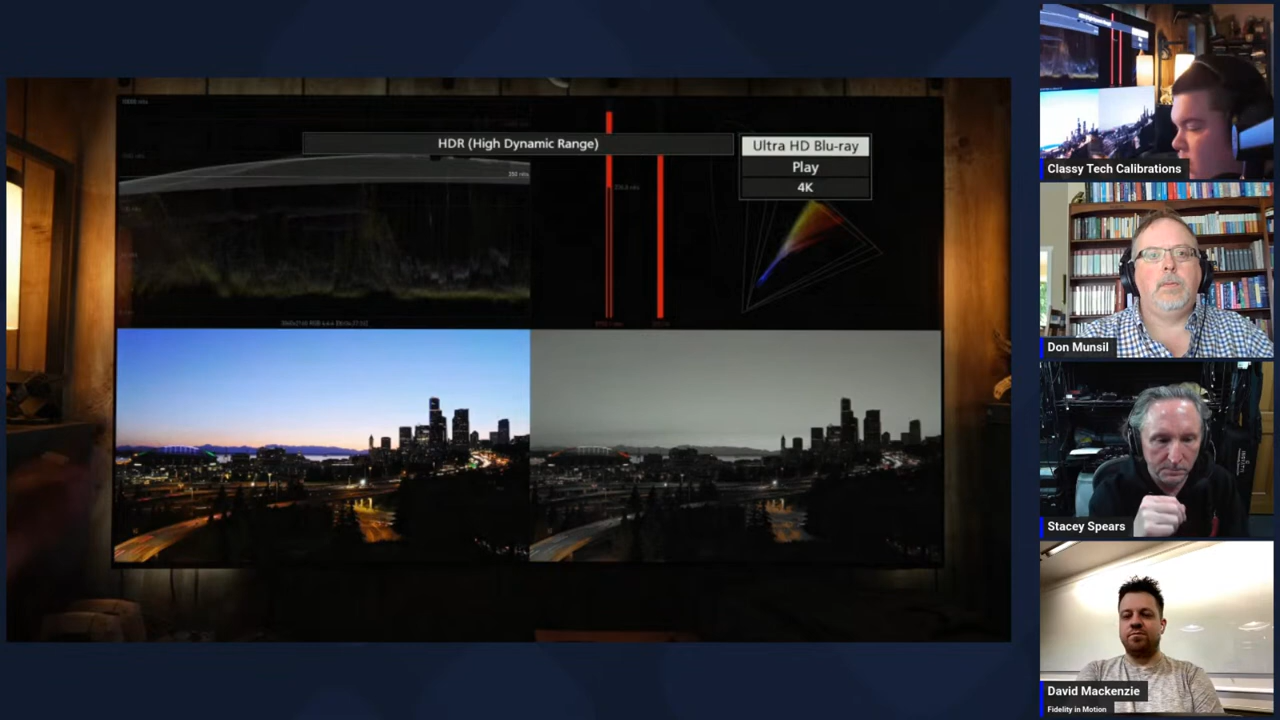 HDR (High Dynamic Range)
Ultra HD Blu-ray
Play
4K
Classy Tech Calibrations
Don Munsil
Stacey Spears
David Mackenzie
Fidelity in Motion